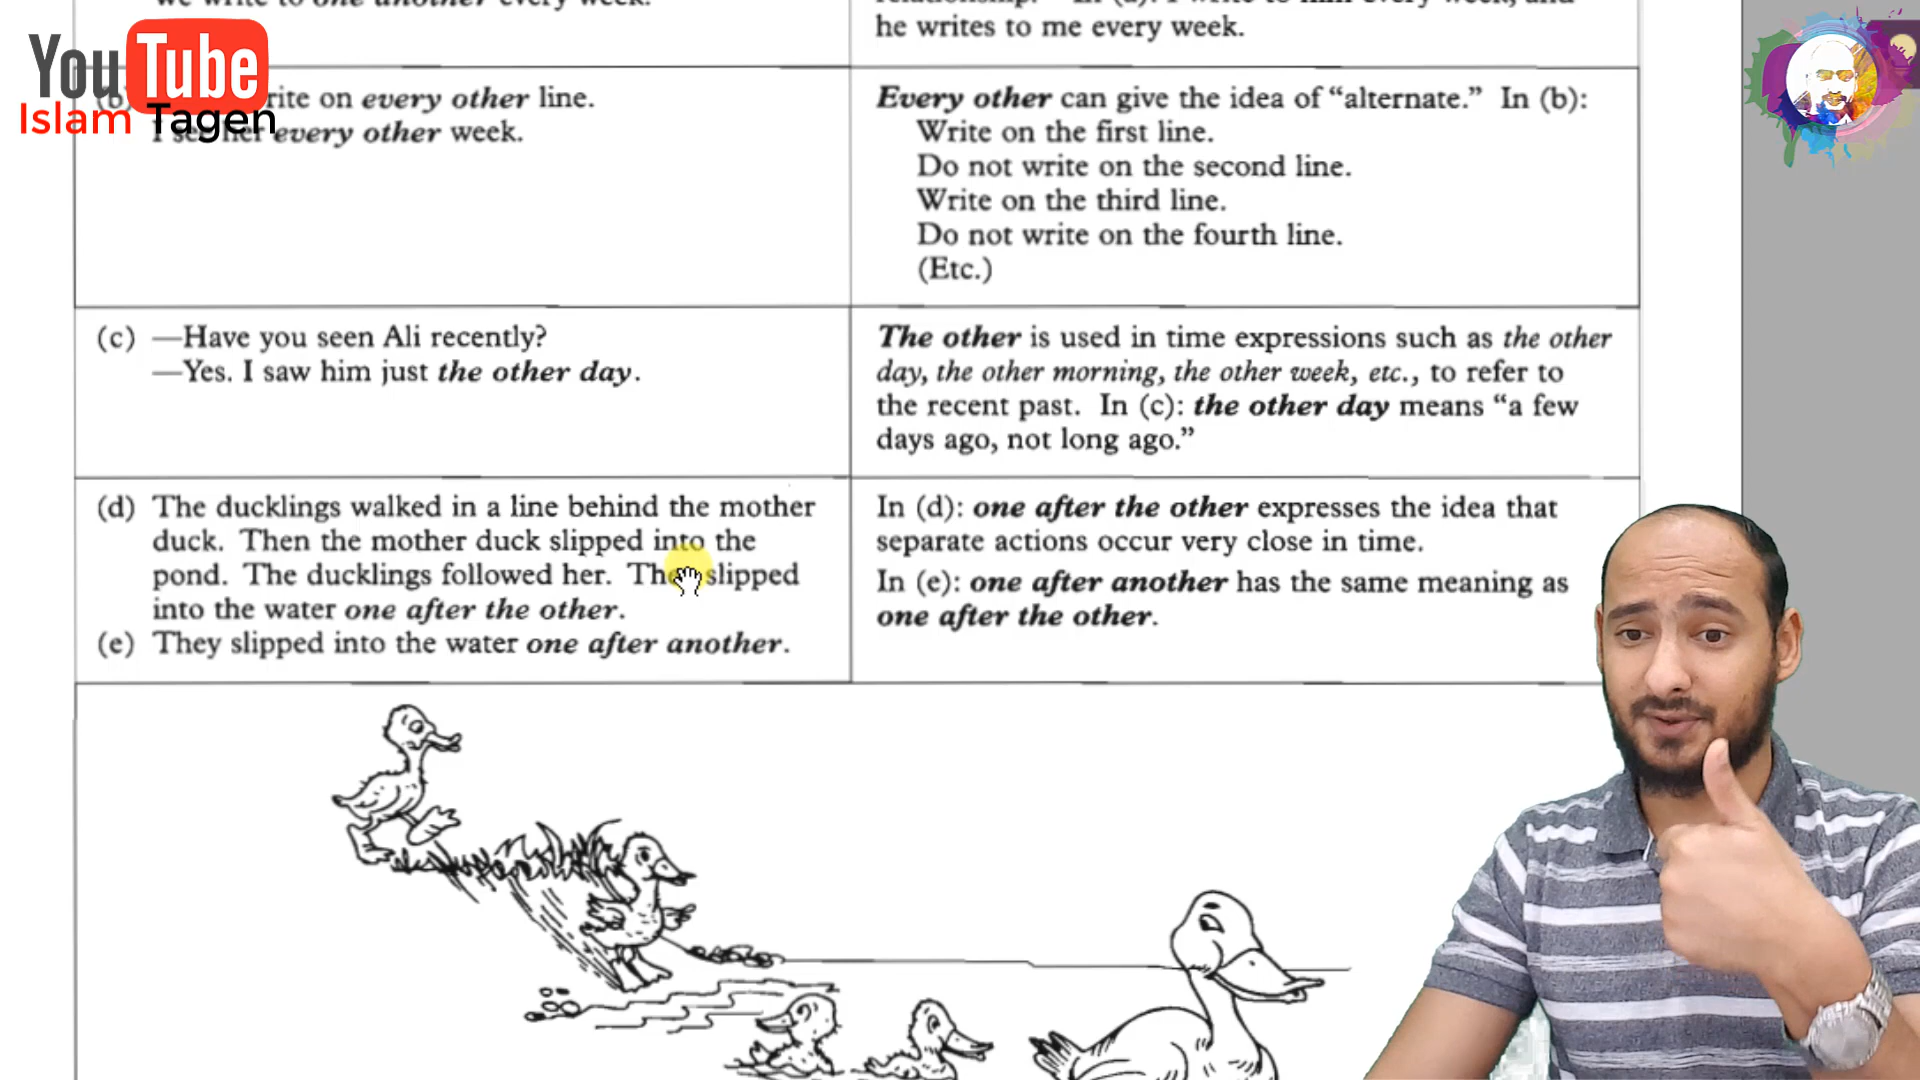 YouTube
Islam Tagen
we write to one another every week.
he writes to me every week.
rite on every other line.
every other week.
Every other can give the idea of “alternate.” In (b):
Write on the first line.
Do not write on the second line.
Write on the third line.
Do not write on the fourth line.
(Etc.)
(c) —Have you seen Ali recently?
—Yes. I saw him just the other day.
The other is used in time expressions such as the other
day, the other morning, the other week, etc., to refer to
the recent past. In (c): the other day means “a few
days ago, not long ago.”
(d) The ducklings walked in a line behind the mother
duck. Then the mother duck slipped into the
pond. The ducklings followed her. They slipped
into the water one after the other.
(e) They slipped into the water one after another.
In (d): one after the other expresses the idea that
separate actions occur very close in time.
In (e): one after another has the same meaning as
one after the other.